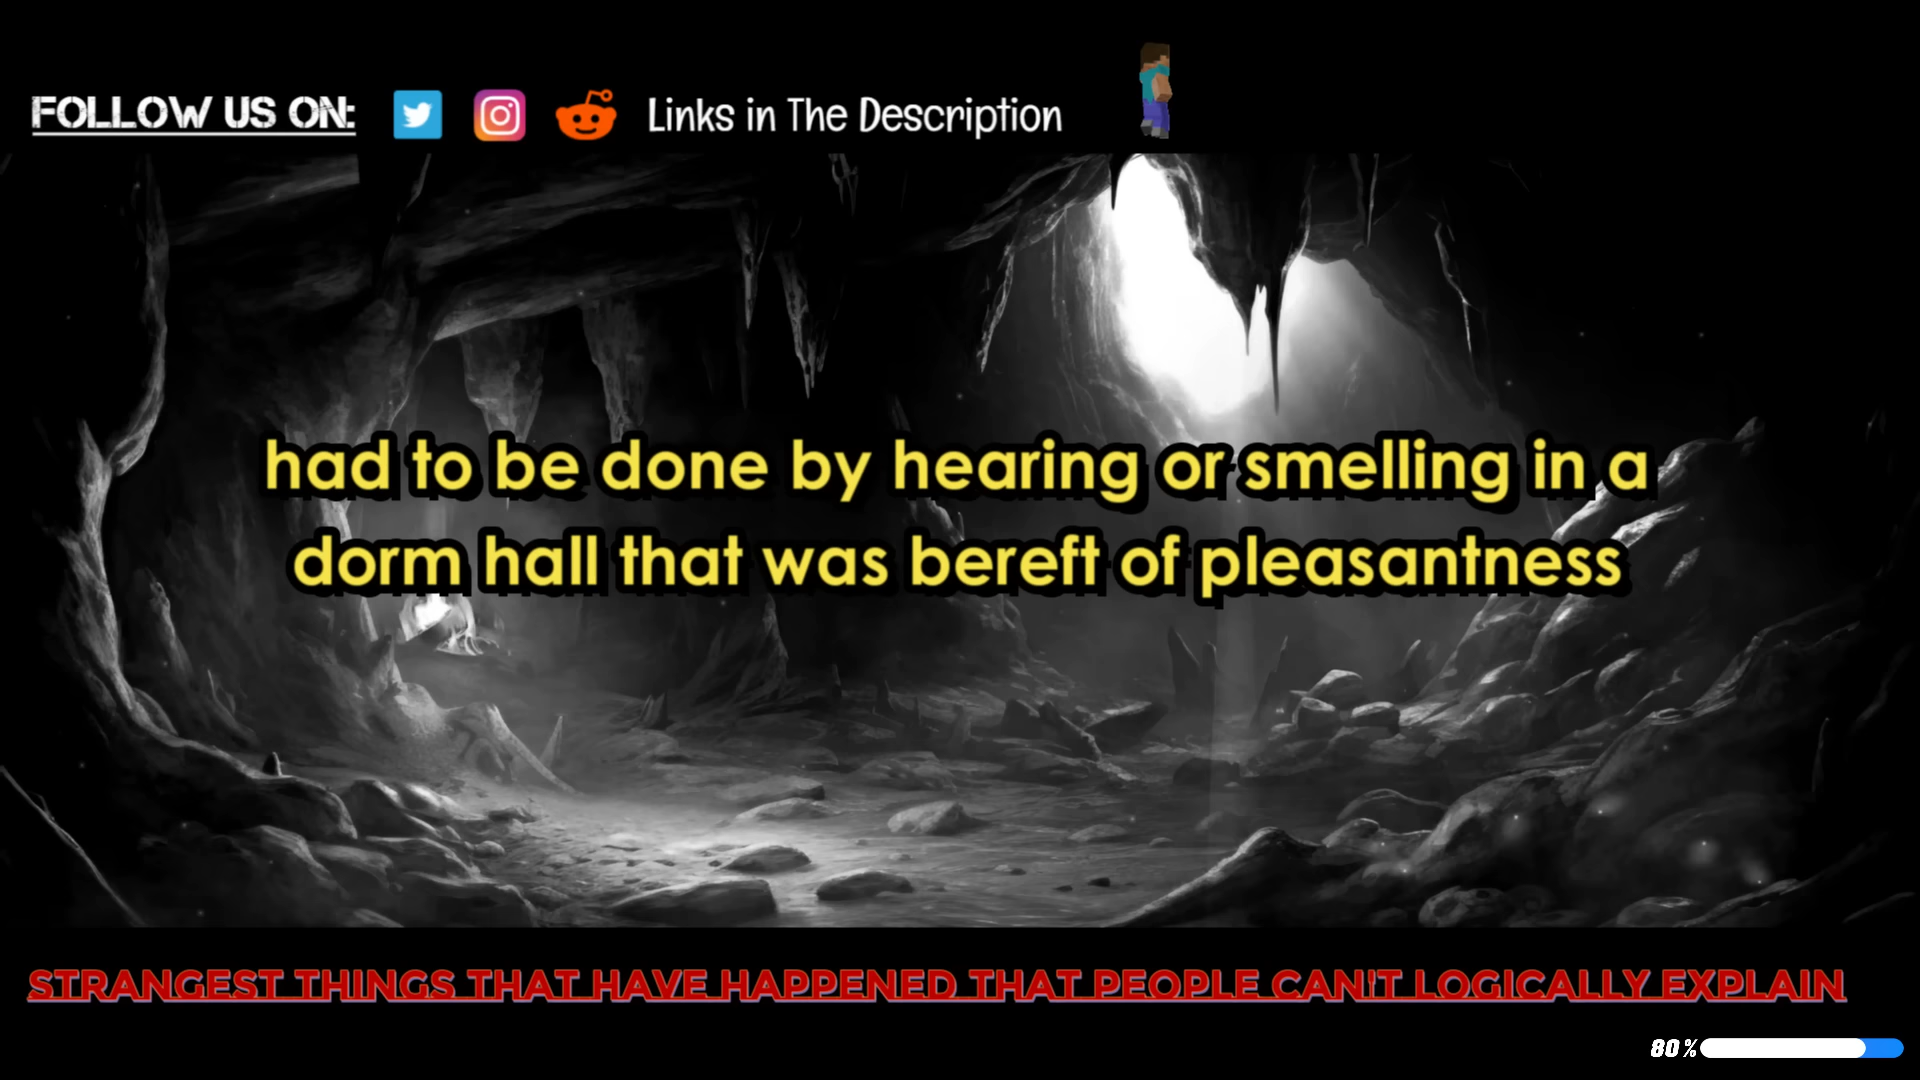 FOLLOW US ON:
Links in The Description
had to be done by hearing or smelling in a
dorm hall that was bereft of pleasantness
STRANGEST THINGS THAT HAVE HAPPENED THAT PEOPLE CAN'T LOGICALLY EXPLAIN
80%